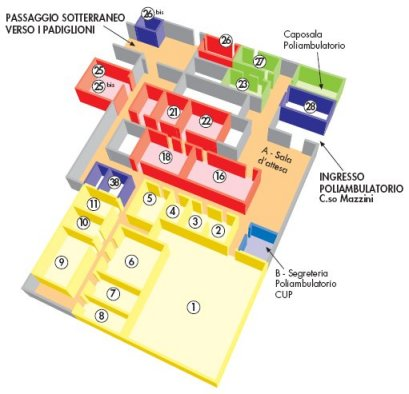 26 bis
PASSAGGIO SOTTERRANEO
VERSO I PADIGLIONI
26
27
Caposala
Poliambulatorio
25
25 bis
23
28
21
22
A - Sala
d'attesa
18
16
INGRESSO
POLIAMBULATORIO
C.so Mazzini
38
11
5
4
3
2
10
9
6
B - Segreteria
Poliambulatorio
CUP
7
1
8